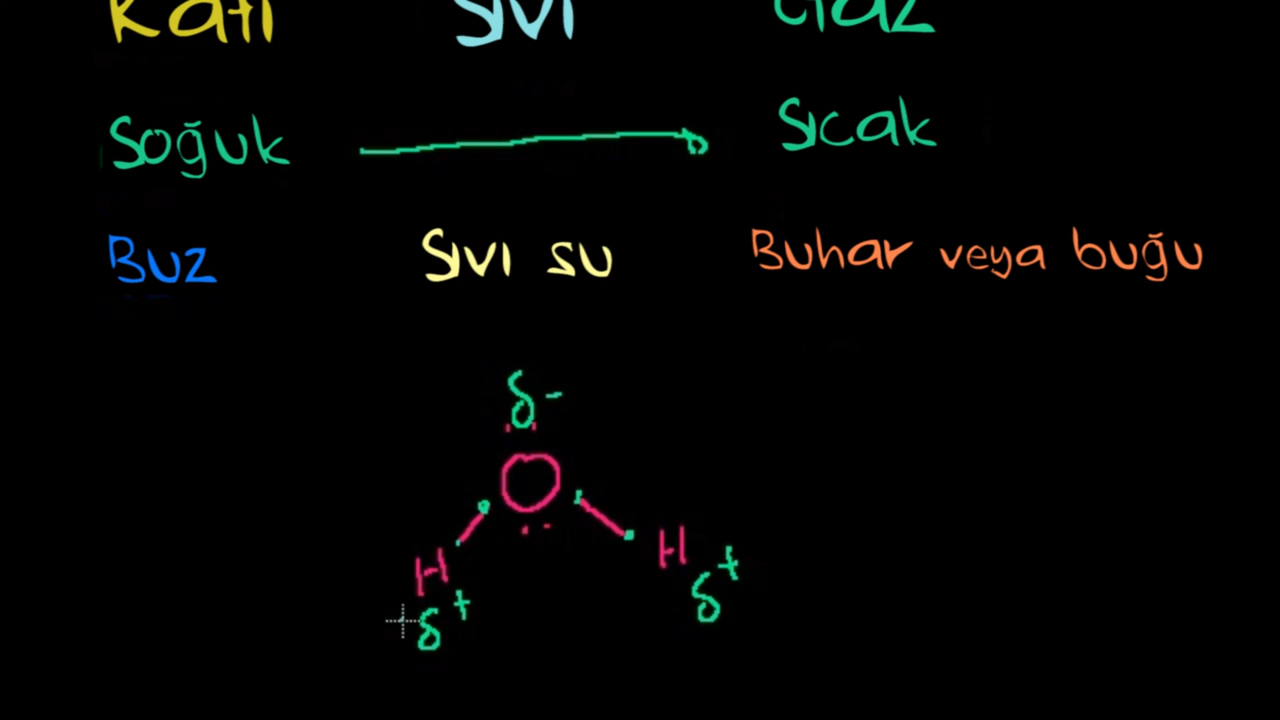 Katı Sıvı Gaz
Soğuk Sıcak
Buz Sıvı su Buhar veya buğu
δ-
O
H H
δ+ δ+